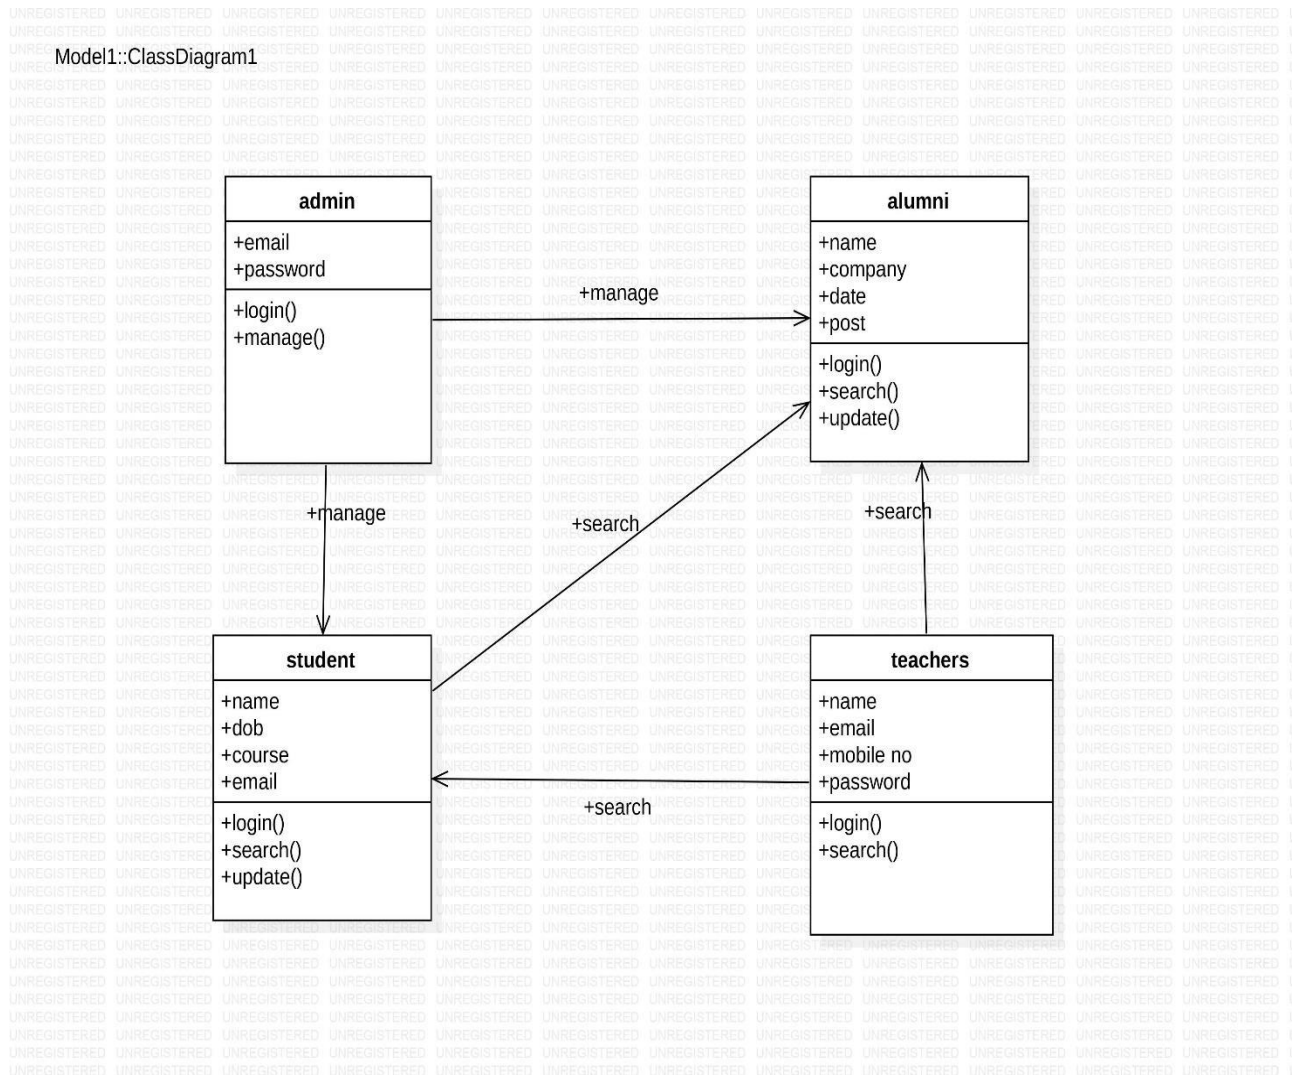 Model1::ClassDiagram1
admin
+email
+password
+login()
+manage()
+manage
alumni
+name
+company
+date
+post
+login()
+search()
+update()
+manage
+search
+search
student
+name
+dob
+course
+email
+login()
+search()
+update()
+search
teachers
+name
+email
+mobile no
+password
+login()
+search()
UNREGISTERED